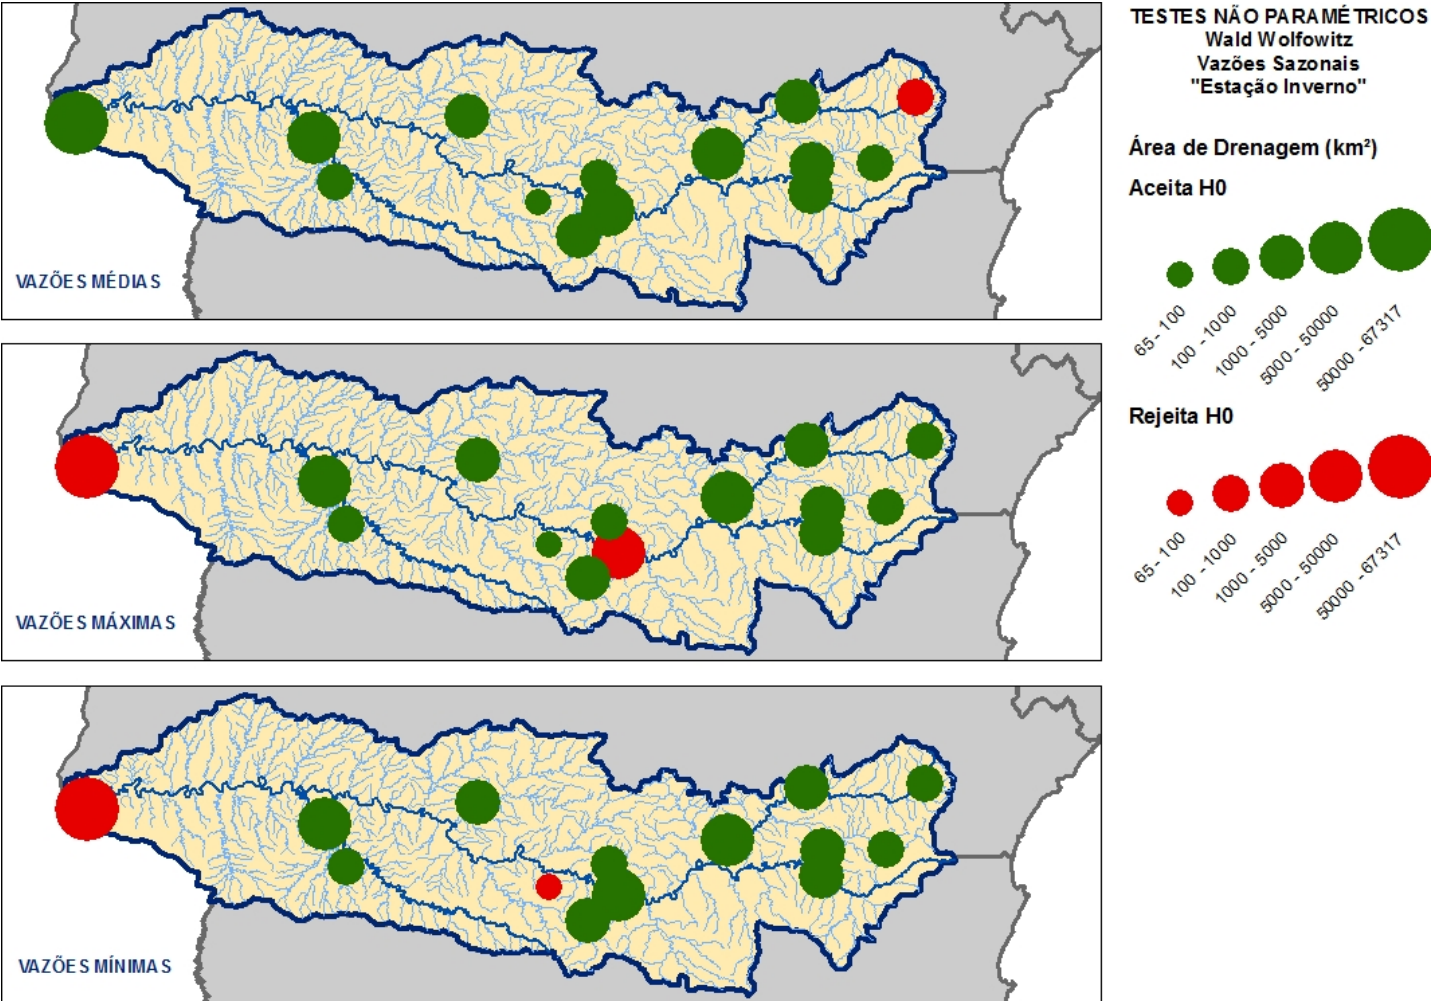 TESTES NÃO PARAMÉTRICOS
Wald Wolfowitz
Vazões Sazonais
"Estação Inverno"
Área de Drenagem (km²)
Aceita H0
65 - 100
100 - 1000
1000 - 5000
5000 - 50000
50000 - 67317
Rejeita H0
65 - 100
100 - 1000
1000 - 5000
5000 - 50000
50000 - 67317
VAZÕES MÉDIAS
VAZÕES MÁXIMAS
VAZÕES MÍNIMAS